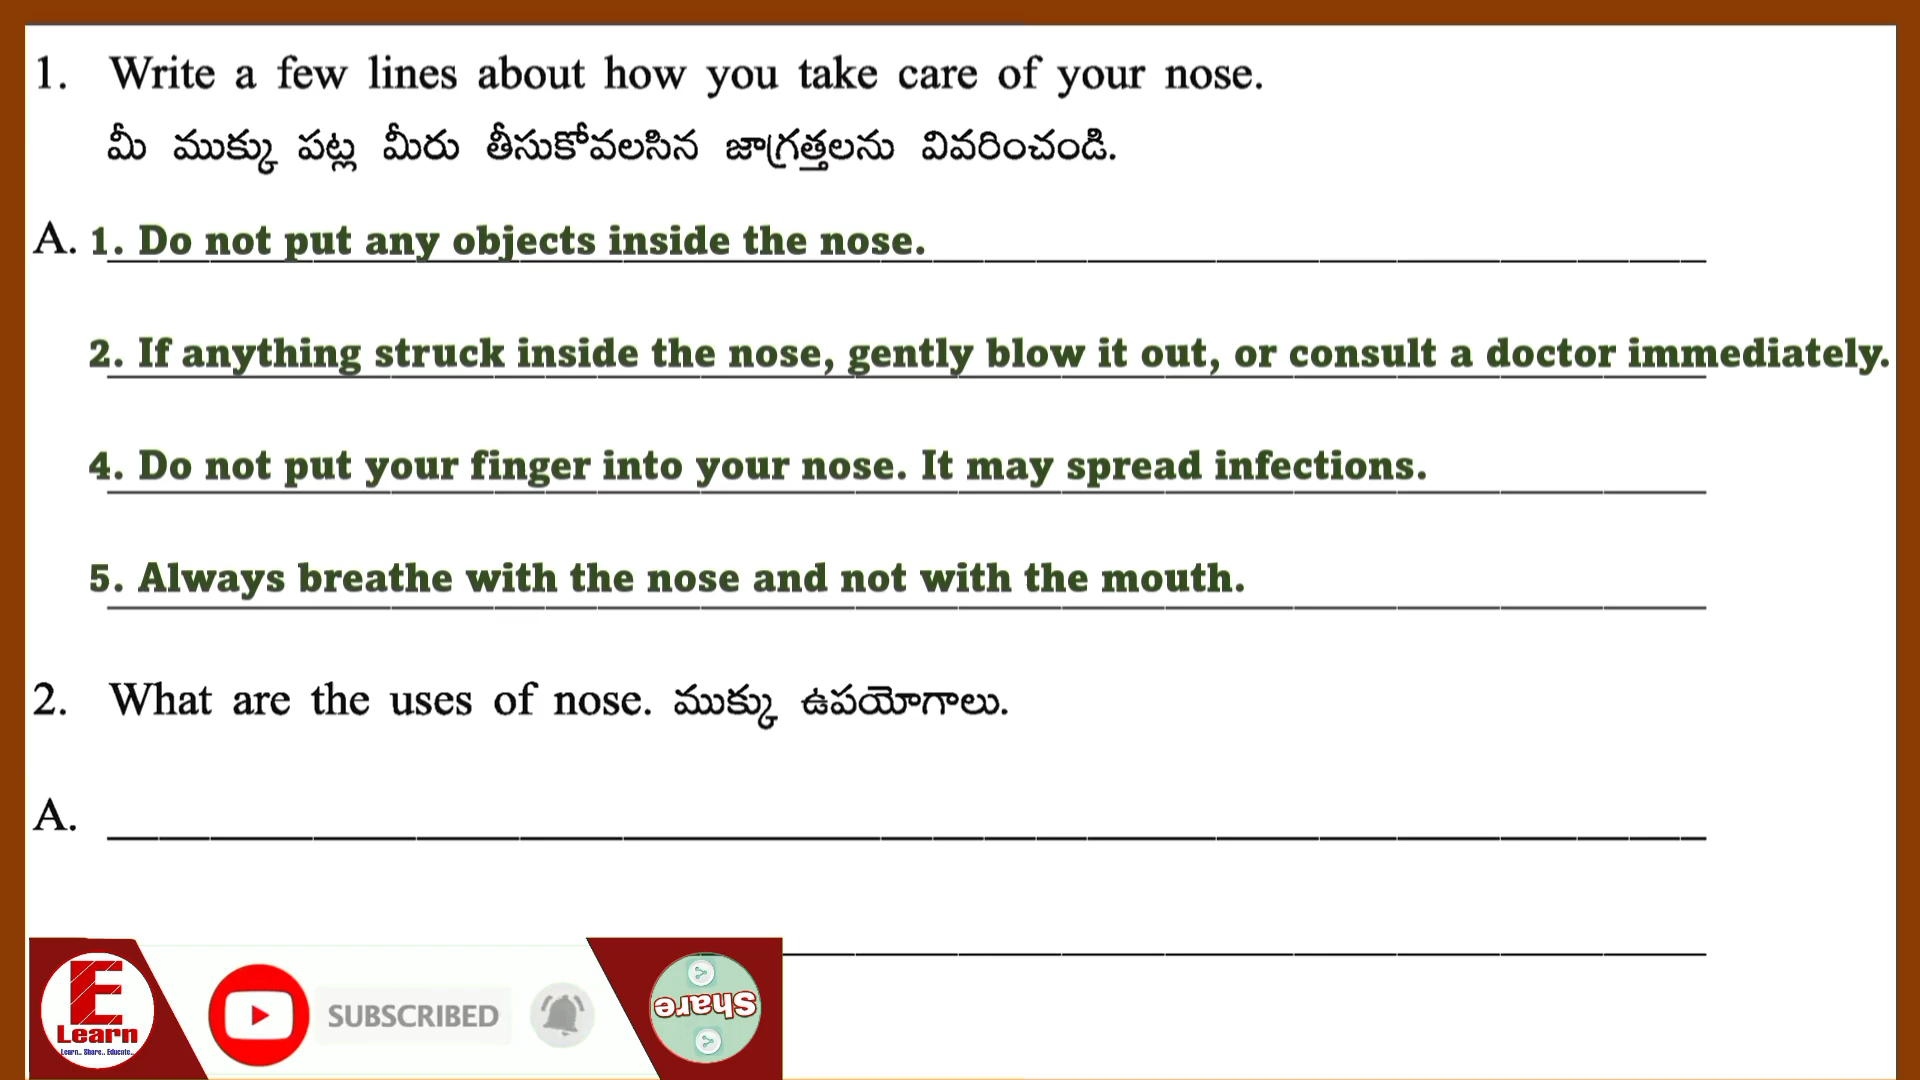 1. Write a few lines about how you take care of your nose.
మీ ముక్కు పట్ల మీరు తీసుకోవలసిన జాగ్రత్తలను వివరించండి.
A. 1. Do not put any objects inside the nose.
2. If anything struck inside the nose, gently blow it out, or consult a doctor immediately.
4. Do not put your finger into your nose. It may spread infections.
5. Always breathe with the nose and not with the mouth.
2. What are the uses of nose. ముక్కు ఉపయోగాలు.
A.
E
Learn
Learn.. Share.. Educate..
SUBSCRIBED
Share